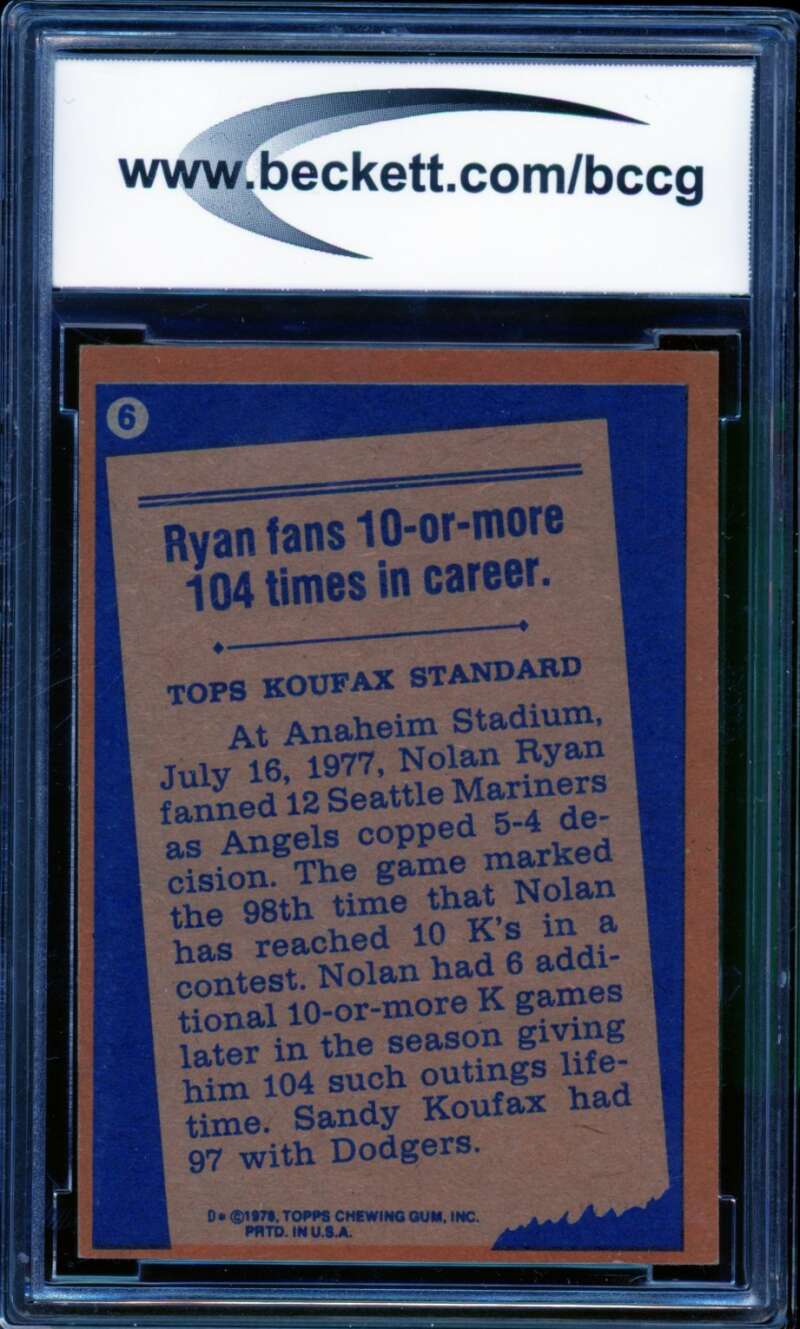 www.beckett.com/bccg
6
Ryan fans 10-or-more
104 times in career.
TOPS KOUFAX STANDARD
At Anaheim Stadium,
July 16, 1977, Nolan Ryan
fanned 12 Seattle Mariners
as Angels copped 5-4 de-
cision. The game marked
the 98th time that Nolan
has reached 10 K's in a
contest. Nolan had 6 addi-
tional 10-or-more K games
later in the season giving
him 104 such outings life-
time. Sandy Koufax had
97 with Dodgers.
D* ©1978, TOPPS CHEWING GUM, INC.
PRTD. IN U.S.A.